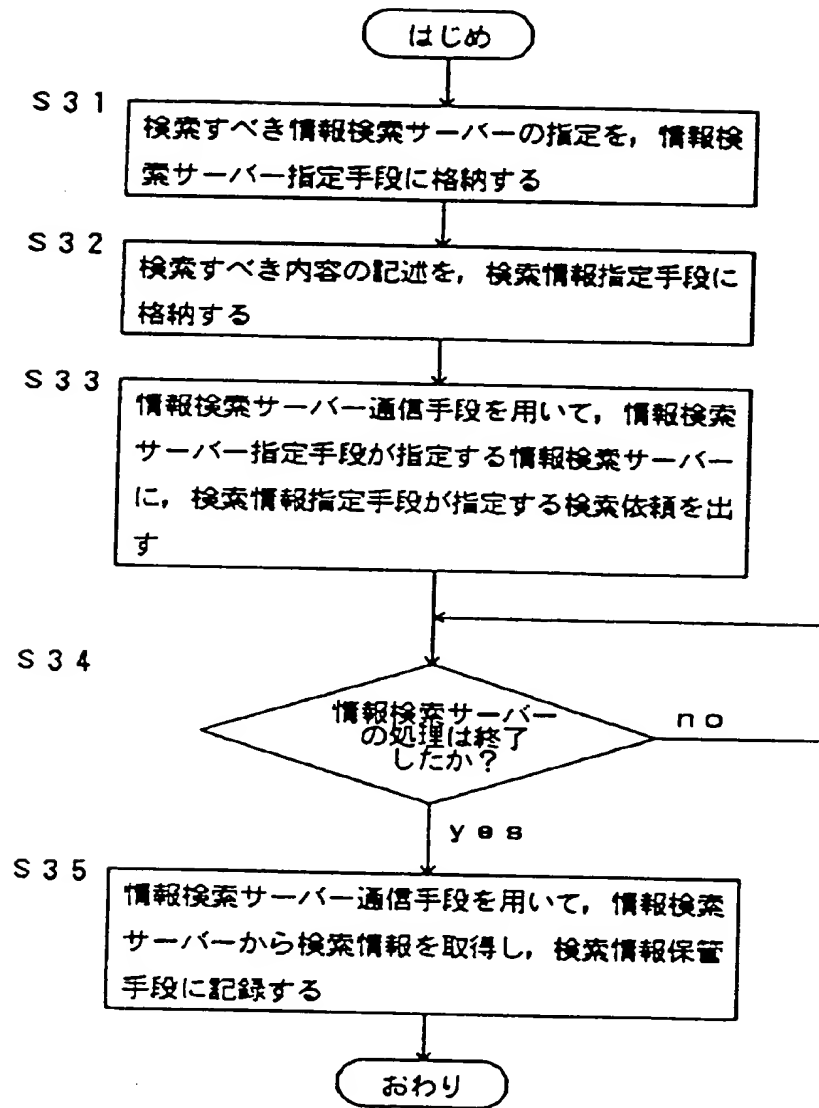 はじめ
S31
検索すべき情報検索サーバーの指定を，情報検
索サーバー指定手段に格納する
S32
検索すべき内容の記述を，検索情報指定手段に
格納する
S33
情報検索サーバー通信手段を用いて，情報検索
サーバー指定手段が指定する情報検索サーバー
に，検索情報指定手段が指定する検索依頼を出
す
S34
情報検索サーバー
の処理は終了
したか？
no
yes
S35
情報検索サーバー通信手段を用いて，情報検索
サーバーから検索情報を取得し，検索情報保管
手段に記録する
おわり